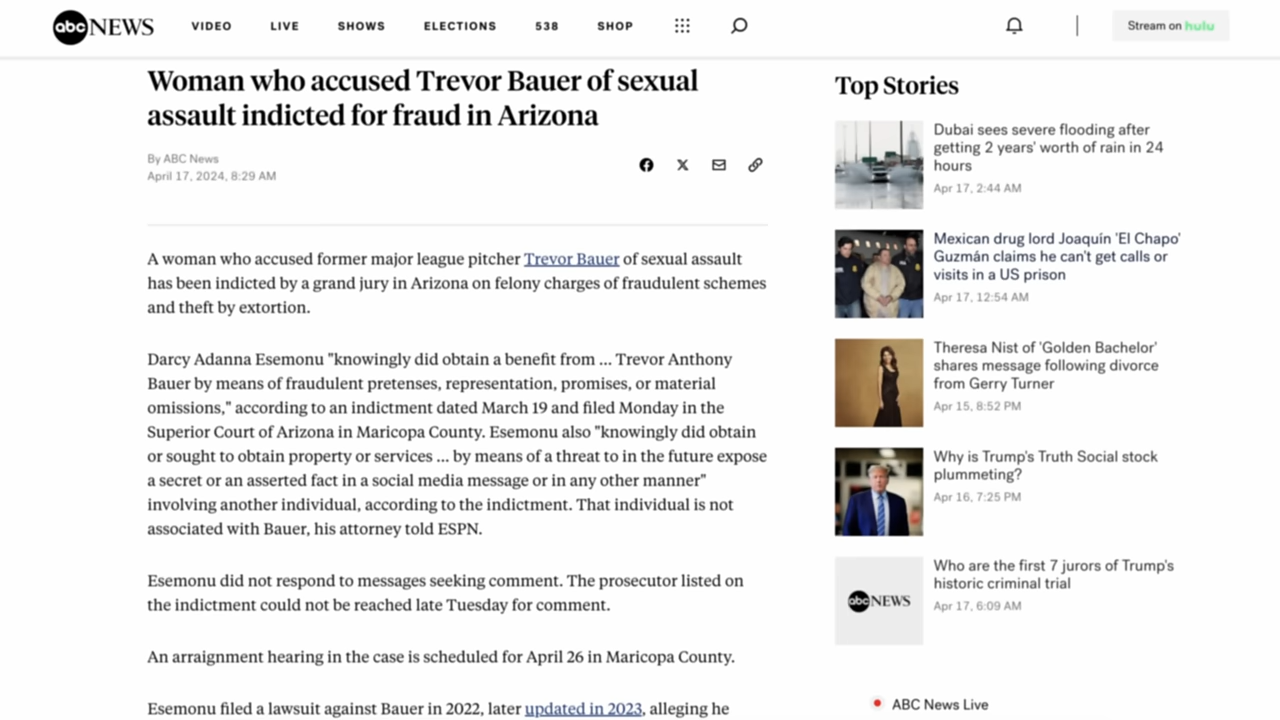 abc NEWS VIDEO LIVE SHOWS ELECTIONS 538 SHOP Stream on hulu
Woman who accused Trevor Bauer of sexual
assault indicted for fraud in Arizona
By ABC News
April 17, 2024, 8:29 AM
A woman who accused former major league pitcher Trevor Bauer of sexual assault
has been indicted by a grand jury in Arizona on felony charges of fraudulent schemes
and theft by extortion.
Darcy Adanna Esemonu "knowingly did obtain a benefit from ... Trevor Anthony
Bauer by means of fraudulent pretenses, representation, promises, or material
omissions," according to an indictment dated March 19 and filed Monday in the
Superior Court of Arizona in Maricopa County. Esemonu also "knowingly did obtain
or sought to obtain property or services ... by means of a threat to in the future expose
a secret or an asserted fact in a social media message or in any other manner"
involving another individual, according to the indictment. That individual is not
associated with Bauer, his attorney told ESPN.
Esemonu did not respond to messages seeking comment. The prosecutor listed on
the indictment could not be reached late Tuesday for comment.
An arraignment hearing in the case is scheduled for April 26 in Maricopa County.
Esemonu filed a lawsuit against Bauer in 2022, later updated in 2023, alleging he
Top Stories
Dubai sees severe flooding after
getting 2 years' worth of rain in 24
hours
Apr 17, 2:44 AM
Mexican drug lord Joaquín 'El Chapo'
Guzmán claims he can't get calls or
visits in a US prison
Apr 17, 12:54 AM
Theresa Nist of 'Golden Bachelor'
shares message following divorce
from Gerry Turner
Apr 15, 8:52 PM
Why is Trump's Truth Social stock
plummeting?
Apr 16, 7:25 PM
abc NEWS
Who are the first 7 jurors of Trump's
historic criminal trial
Apr 17, 6:09 AM
ABC News Live